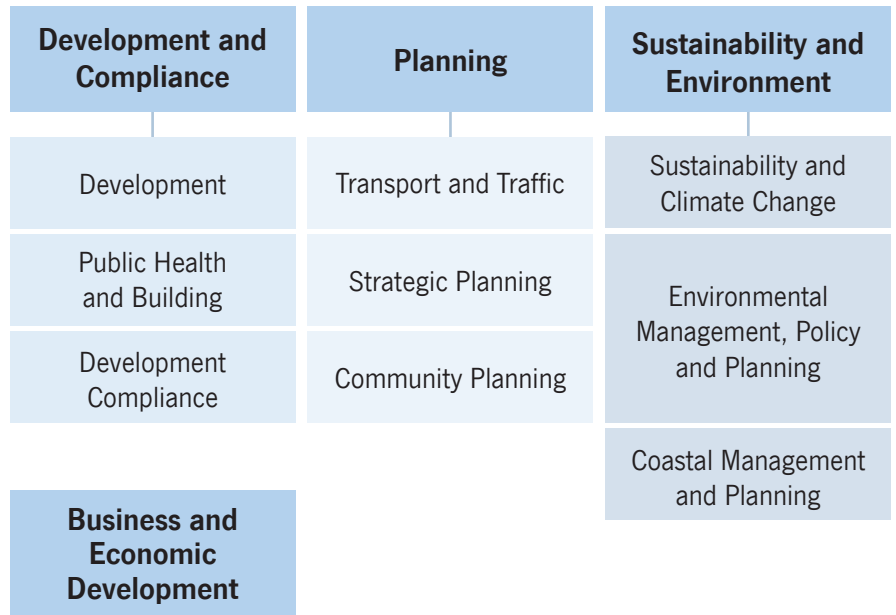 Development and
Compliance
Development
Public Health
and Building
Development
Compliance
Business and
Economic
Development
Planning
Transport and Traffic
Strategic Planning
Community Planning
Sustainability and
Environment
Sustainability and
Climate Change
Environmental
Management, Policy
and Planning
Coastal Management
and Planning